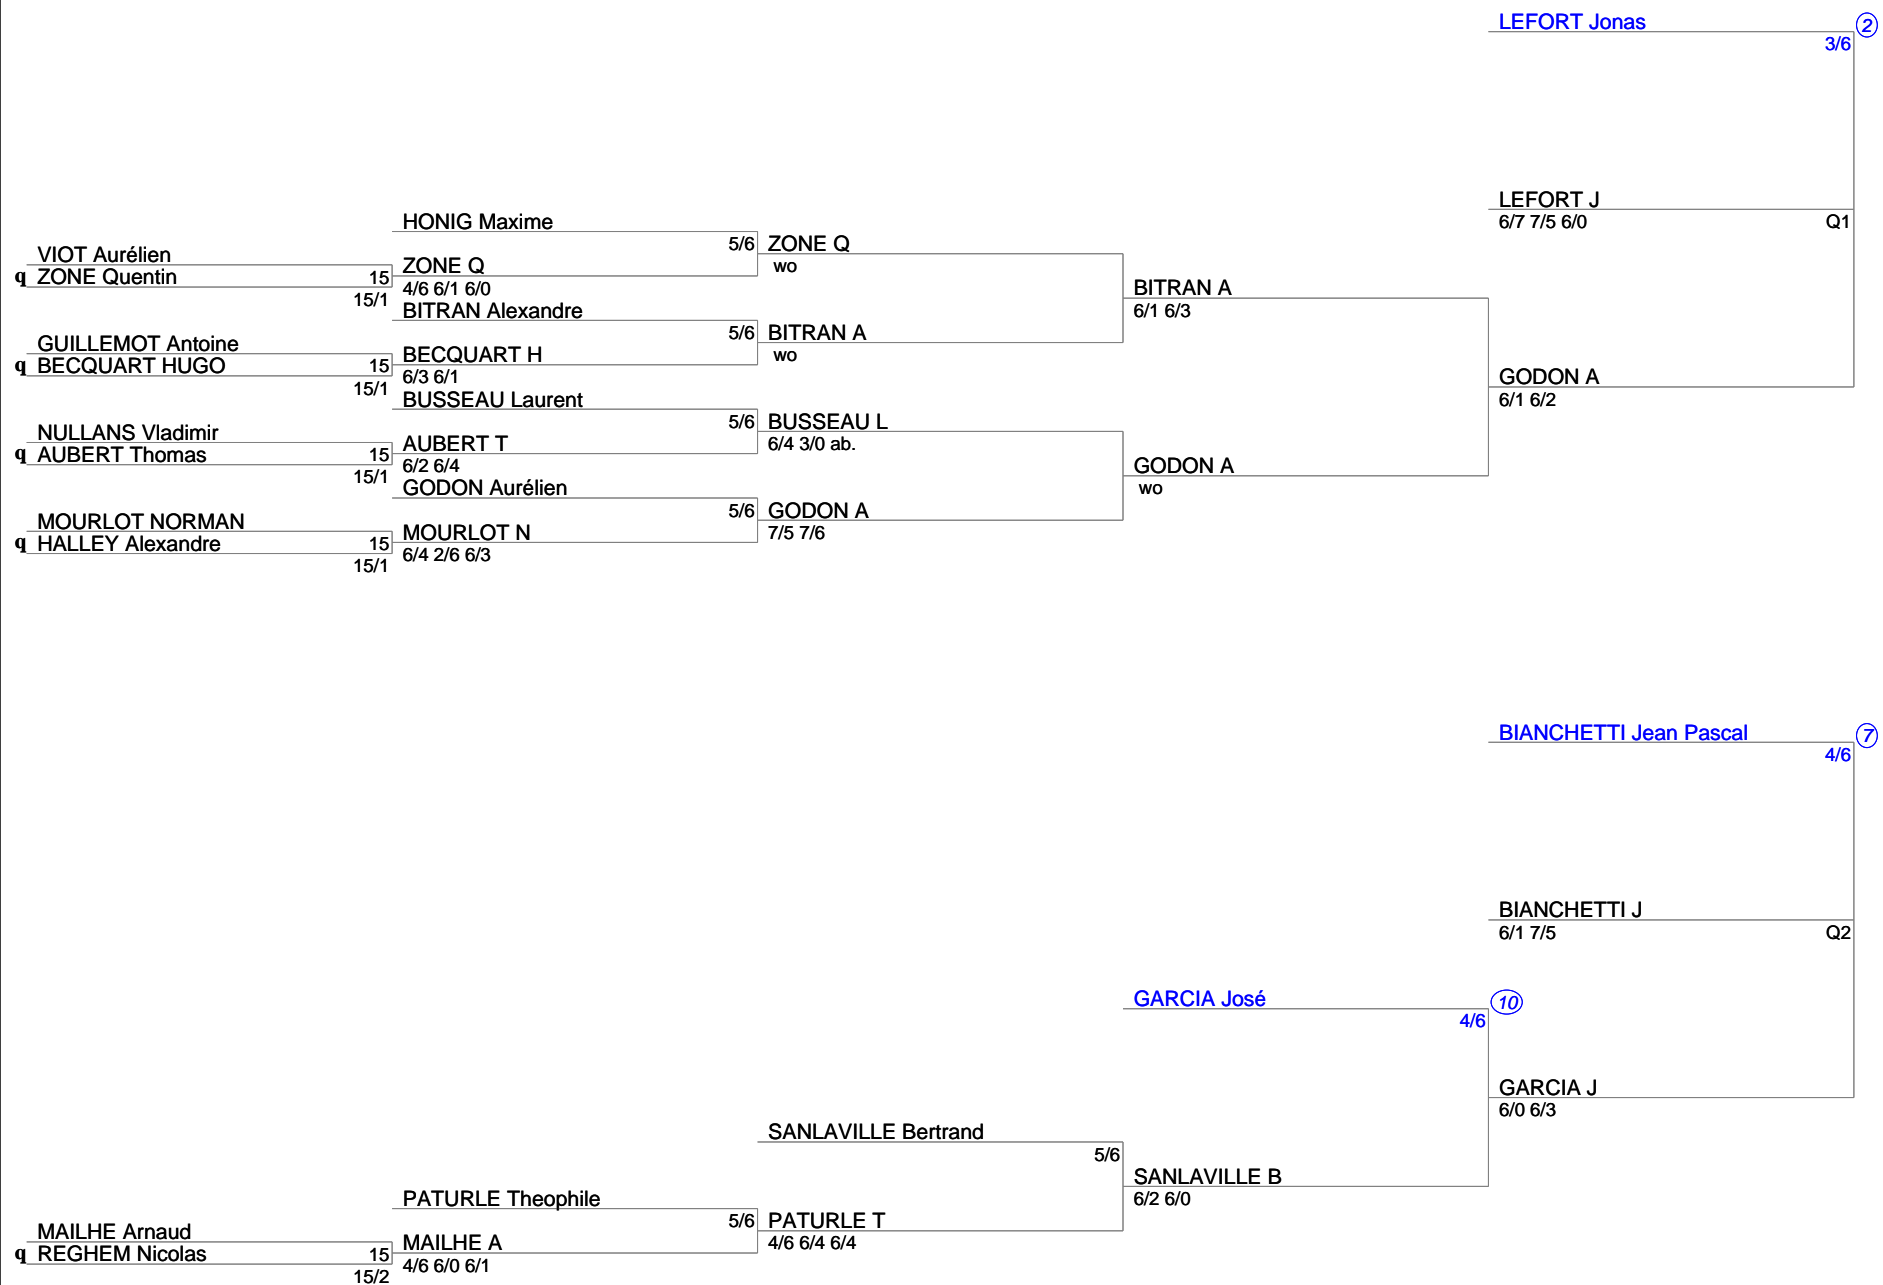 LEFORT Jonas 2
3/6
LEFORT J
6/7 7/5 6/0 Q1
HONIG Maxime
5/6 ZONE Q
wo
VIOT Aurélien
q ZONE Quentin 15
15/1
ZONE Q
4/6 6/1 6/0
BITRAN A
6/1 6/3
BITRAN Alexandre
5/6 BITRAN A
wo
GUILLEMOT Antoine
q BECQUART HUGO 15
15/1
BECQUART H
6/3 6/1
GODON A
6/1 6/2
BUSSEAU Laurent
5/6 BUSSEAU L
6/4 3/0 ab.
NULLANS Vladimir
q AUBERT Thomas 15
15/1
AUBERT T
6/2 6/4
GODON A
wo
GODON Aurélien
5/6 GODON A
7/5 7/6
MOURLOT NORMAN
q HALLEY Alexandre 15
15/1
MOURLOT N
6/4 2/6 6/3
BIANCHETTI Jean Pascal 7
4/6
BIANCHETTI J
6/1 7/5 Q2
GARCIA José 10
4/6
GARCIA J
6/0 6/3
SANLAVILLE Bertrand
5/6
SANLAVILLE B
6/2 6/0
PATURLE Theophile
5/6 PATURLE T
4/6 6/4 6/4
MAILHE Arnaud
q REGHEM Nicolas 15
15/2
MAILHE A
4/6 6/0 6/1